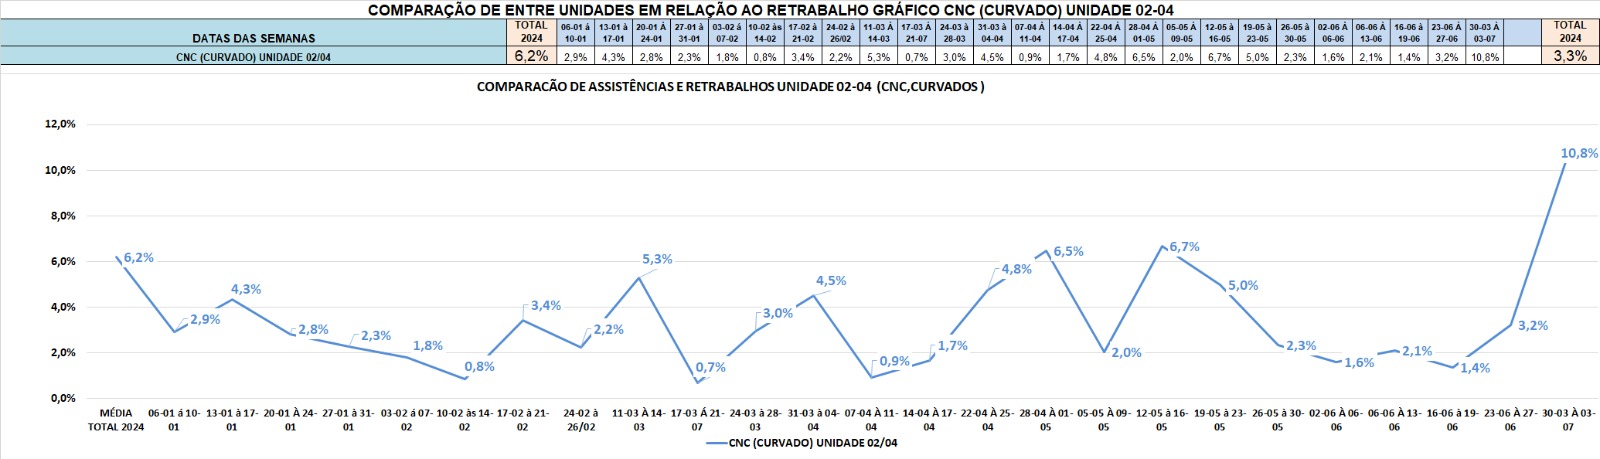 COMPARAÇÃO DE ENTRE UNIDADES EM RELAÇÃO AO RETRABALHO GRÁFICO CNC (CURVADO) UNIDADE 02-04
DATAS DAS SEMANAS TOTAL 2024 06-01 á 10-01 13-01 à 17-01 20-01 À 24-01 27-01 á 31-01 03-02 á 07-02 10-02 às 14-02 17-02 à 21-02 24-02 à 26/02 11-03 À 14-03 17-03 Á 21-07 24-03 à 28-03 31-03 á 04-04 07-04 À 11-04 14-04 À 17-04 22-04 à 25-04 28-04 À 01-05 05-05 á 09-05 12-05 à 16-05 19-05 à 23-05 26-05 á 30-05 02-06 á 06-06 06-06 á 13-06 16-06 à 19-06 23-06 à 27-06 30-03 À 03-07 TOTAL 2024
CNC (CURVADO) UNIDADE 02/04 6,2% 2,9% 4,3% 2,8% 2,3% 1,8% 0,8% 3,4% 2,2% 5,3% 0,7% 3,0% 4,5% 0,9% 1,7% 4,8% 6,5% 2,0% 6,7% 5,0% 2,3% 1,6% 2,1% 1,4% 3,2% 10,8% 3,3%
COMPARACÃO DE ASSISTÊNCIAS E RETRABALHOS UNIDADE 02-04 (CNC,CURVADOS )
12,0%
10,0%
8,0%
6,0%
4,0%
2,0%
0,0%
6,2% 2,9% 4,3% 2,8% 2,3% 1,8% 0,8% 3,4% 2,2% 5,3% 0,7% 3,0% 4,5% 0,9% 1,7% 4,8% 6,5% 2,0% 6,7% 5,0% 2,3% 1,6% 2,1% 1,4% 3,2% 10,8%
MÉDIA 06-01 á 10- 13-01 à 17- 20-01 À 24- 27-01 á 31- 03-02 á 07- 10-02 às 14- 17-02 à 21- 24-02 à 11-03 À 14- 17-03 Á 21- 24-03 à 28- 31-03 á 04- 07-04 À 11- 14-04 À 17- 22-04 à 25- 28-04 À 01- 05-05 á 09- 12-05 à 16- 19-05 à 23- 26-05 á 30- 02-06 á 06- 06-06 á 13- 16-06 à 19- 23-06 à 27- 30-03 À 03-
TOTAL 2024 01 01 01 01 02 02 02 26/02 03 07 03 04 04 04 04 05 05 05 05 05 06 06 06 06 07
CNC (CURVADO) UNIDADE 02/04